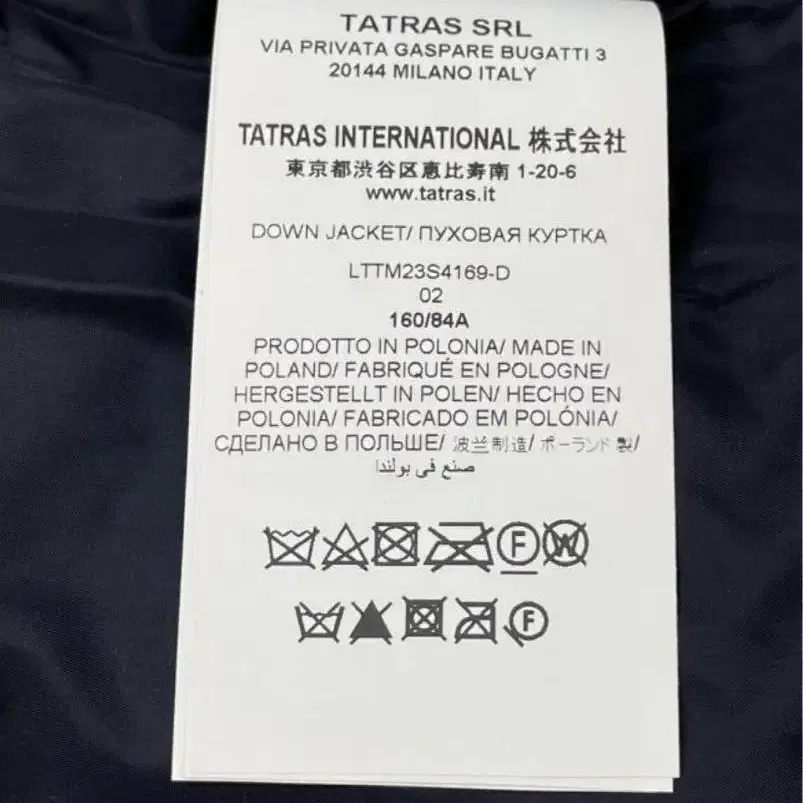 TATRAS SRL
VIA PRIVATA GASPARE BUGATTI 3
20144 MILANO ITALY
TATRAS INTERNATIONAL 株式会社
東京都渋谷区恵比寿南 1-20-6
www.tatras.it
DOWN JACKET/ ПУХОВАЯ КУРТКА
LTTM23S4169-D
02
160/84A
PRODOTTO IN POLONIA/ MADE IN
POLAND/ FABRIQUÉ EN POLOGNE/
HERGESTELLT IN POLEN/ HECHO EN
POLONIA/ FABRICADO EM POLÓNIA/
СДЕЛАНО В ПОЛЬШЕ/ 波兰制造/ ポーランド製/
صنع في بولندا
F W
F